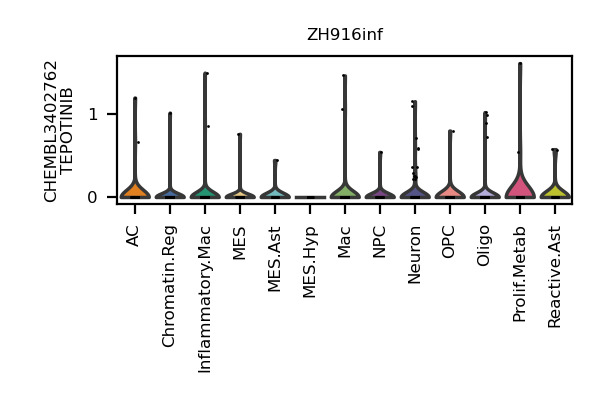 ZH916inf
CHEMBL3402762
TEPOTINIB
1
0
AC
Chromatin.Reg
Inflammatory.Mac
MES
MES.Ast
MES.Hyp
Mac
NPC
Neuron
OPC
Oligo
Prolif.Metab
Reactive.Ast